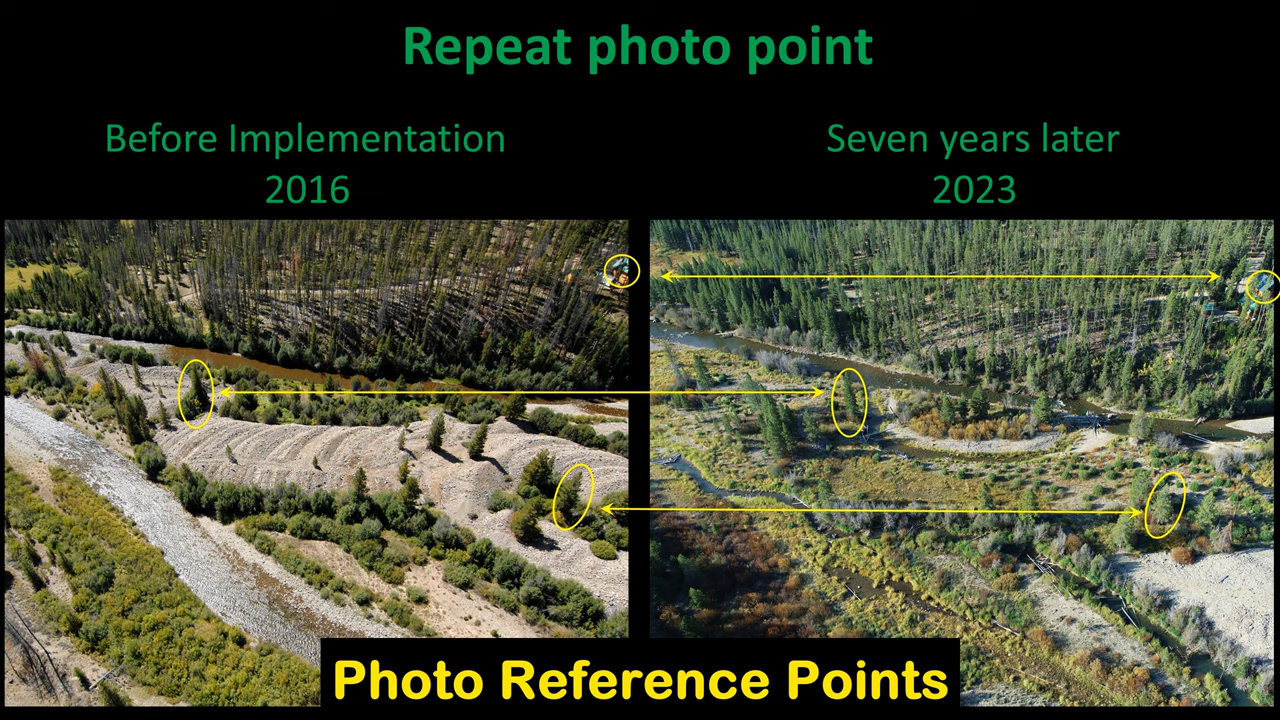 Repeat photo point
Before Implementation
2016
Seven years later
2023
Photo Reference Points